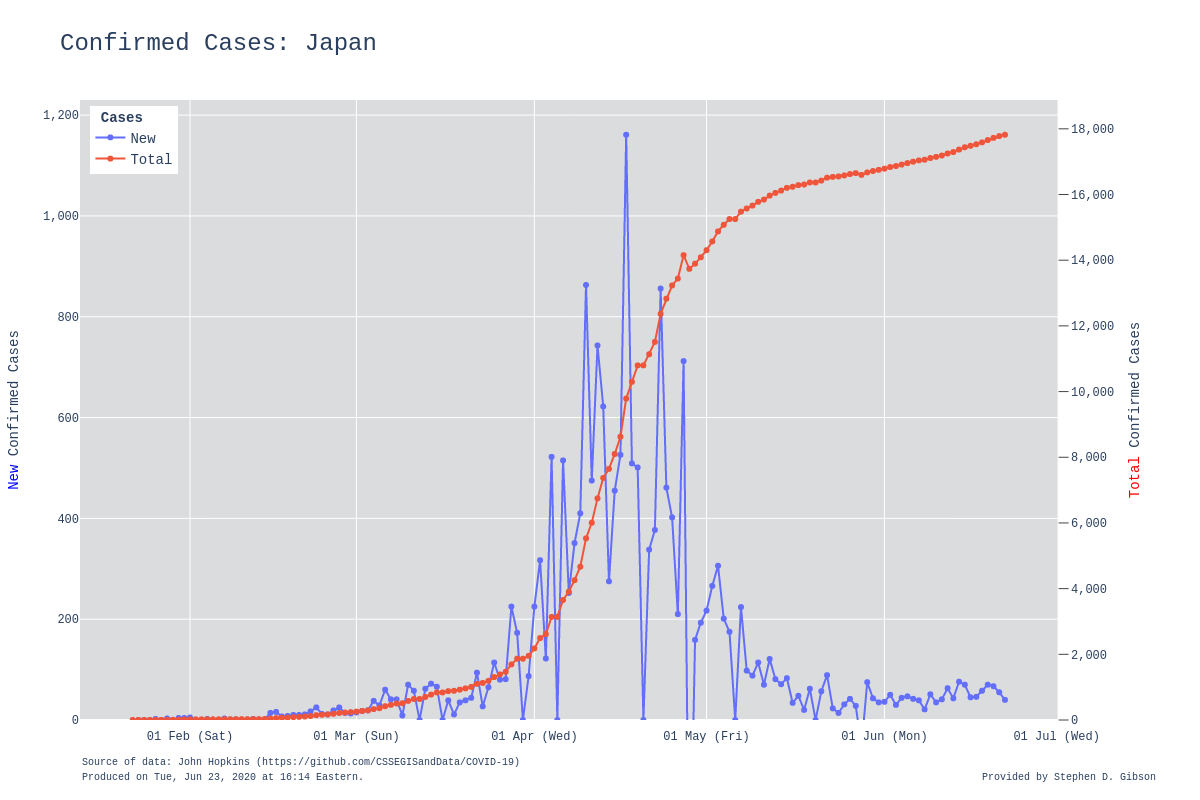 Confirmed Cases: Japan
Cases
New
Total
1,200
1,000
800
600
400
200
0
New Confirmed Cases
18,000
16,000
14,000
12,000
10,000
8,000
6,000
4,000
2,000
0
Total Confirmed Cases
01 Feb (Sat) 01 Mar (Sun) 01 Apr (Wed) 01 May (Fri) 01 Jun (Mon) 01 Jul (Wed)
Source of data: John Hopkins (https://github.com/CSSEGISandData/COVID-19)
Produced on Tue, Jun 23, 2020 at 16:14 Eastern.
Provided by Stephen D. Gibson